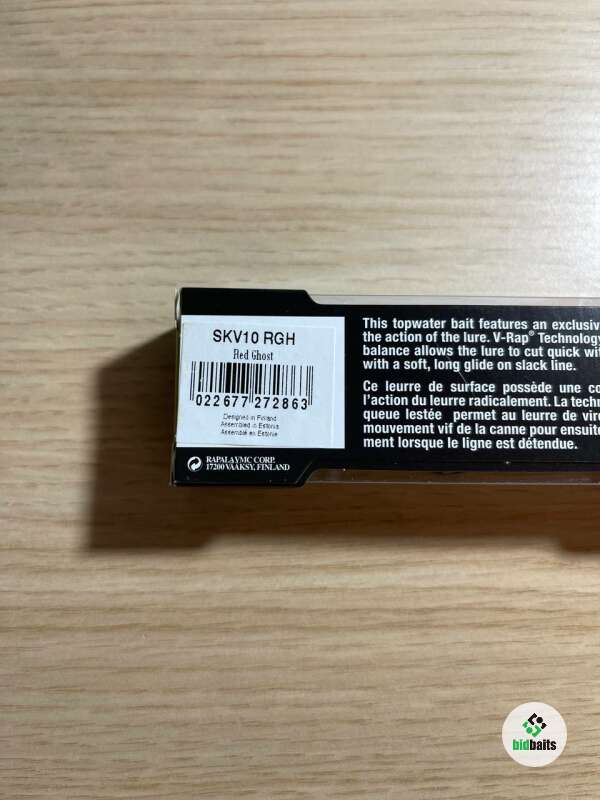 SKV10 RGH
Red Ghost
022677 272863
Designed in Finland
Assembled in Estonia
Assemblé en Estonie
RAPALA VMC CORP.
17200 VÄÄKSY, FINLAND
This topwater bait features an exclusiv
the action of the lure. V-Rap® Technology
balance allows the lure to cut quick wit
with a soft, long glide on slack line.
Ce leurre de surface possède une co
l'action du leurre radicalement. La techn
queue lestée permet au leurre de vire
mouvement vif de la canne pour ensuite
ment lorsque le ligne est détendue.
bidbaits